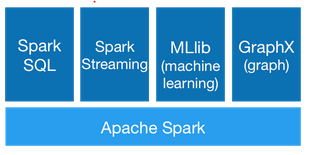 Spark
SQL
Spark
Streaming
MLlib
(machine
learning)
GraphX
(graph)
Apache Spark